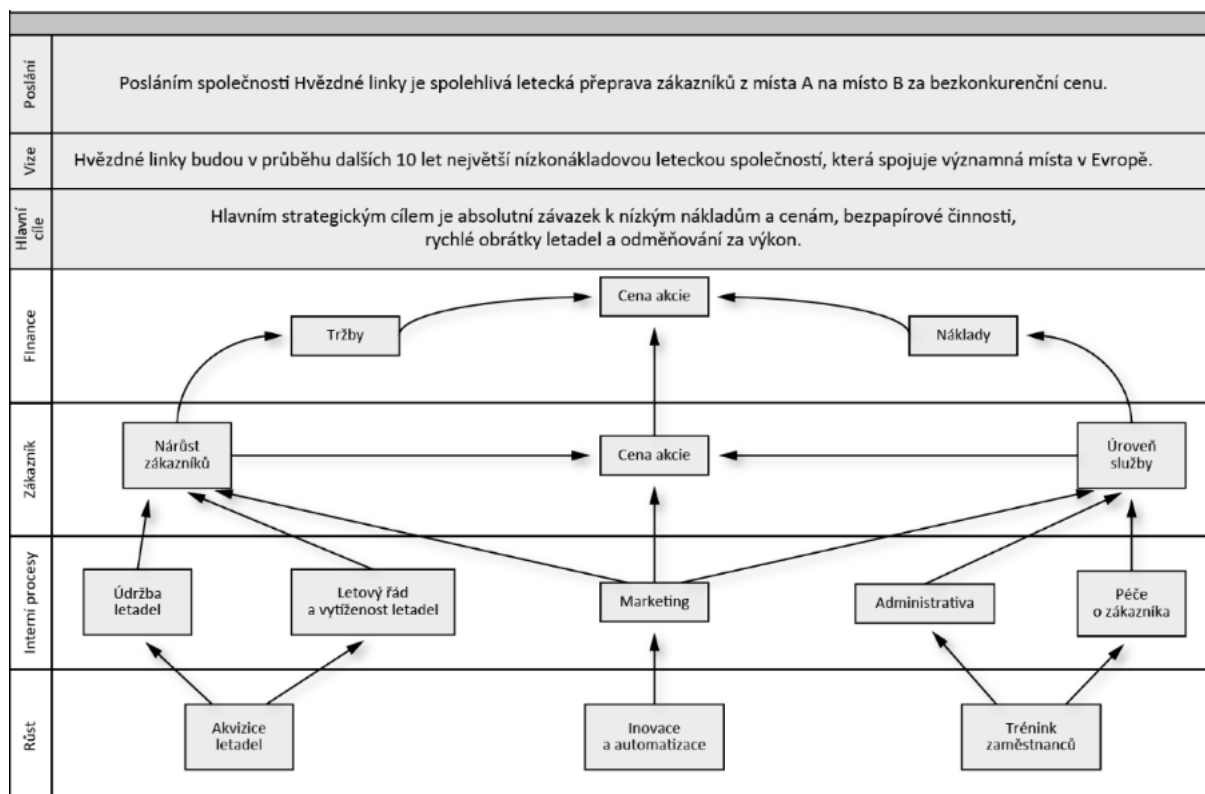 Poslání
Posláním společnosti Hvězdné linky je spolehlivá letecká přeprava zákazníků z místa A na místo B za bezkonkurenční cenu.
Vize
Hvězdné linky budou v průběhu dalších 10 let největší nízkonákladovou leteckou společností, která spojuje významná místa v Evropě.
Hlavní
cíle
Hlavním strategickým cílem je absolutní závazek k nízkým nákladům a cenám, bezpapírové činnosti,
rychlé obrátky letadel a odměňování za výkon.
FInance
Cena akcie
Tržby
Náklady
Zákazník
Nárůst
zákazníků
Cena akcie
Úroveň
služby
Interní procesy
Údržba
letadel
Letový řád
a vytíženost letadel
Marketing
Administrativa
Péče
o zákazníka
Růst
Akvizice
letadel
Inovace
a automatizace
Trénink
zaměstnanců